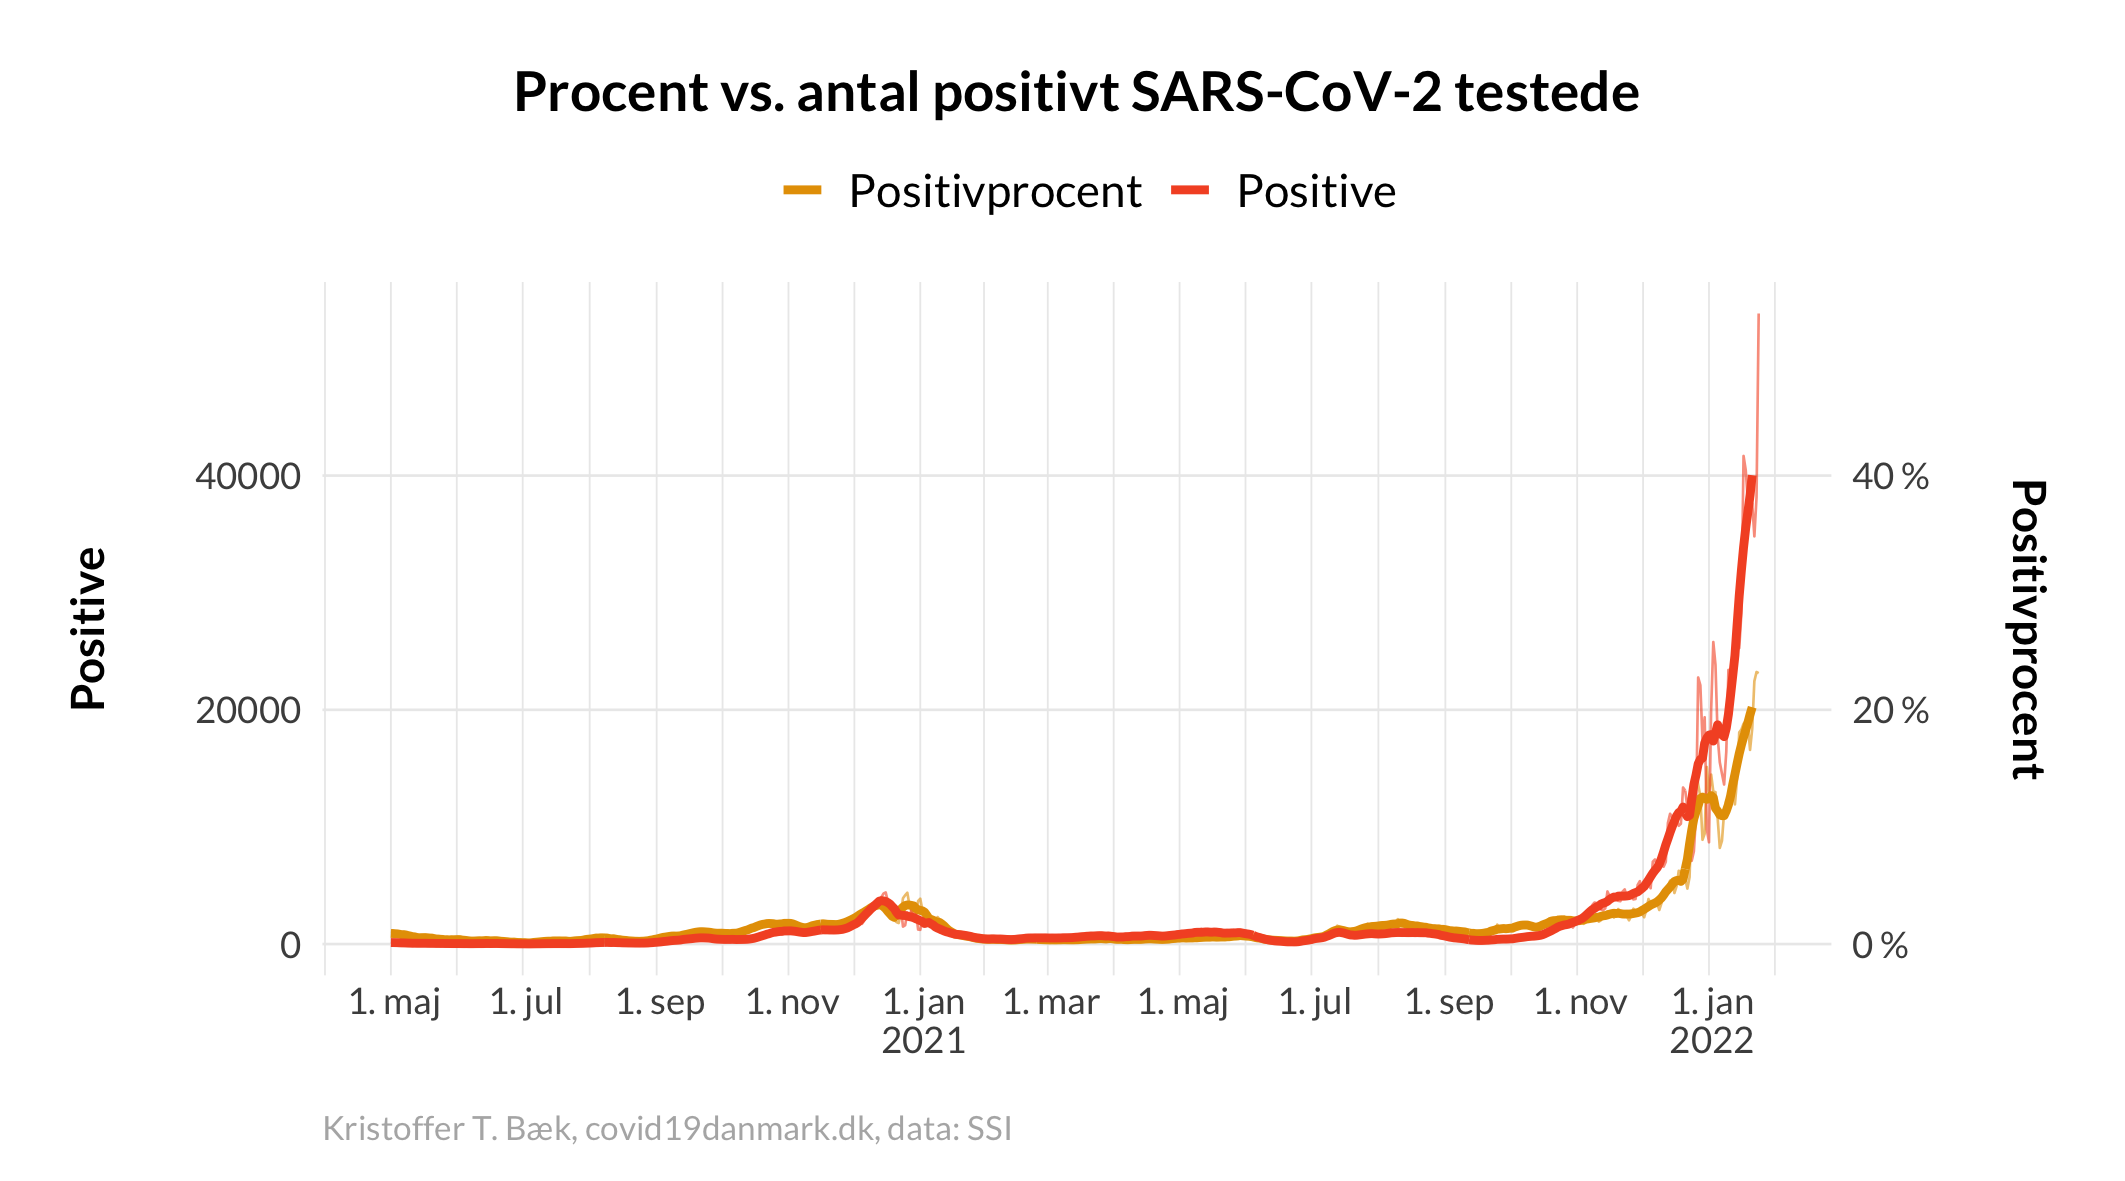 Procent vs. antal positivt SARS-CoV-2 testede
Positivprocent Positive
40000 40 %
20000 20 %
0 0 %
Positive
Positivprocent
1. maj 1. jul 1. sep 1. nov 1. jan 1. mar 1. maj 1. jul 1. sep 1. nov 1. jan
2021 2022
Kristoffer T. Bæk, covid19danmark.dk, data: SSI